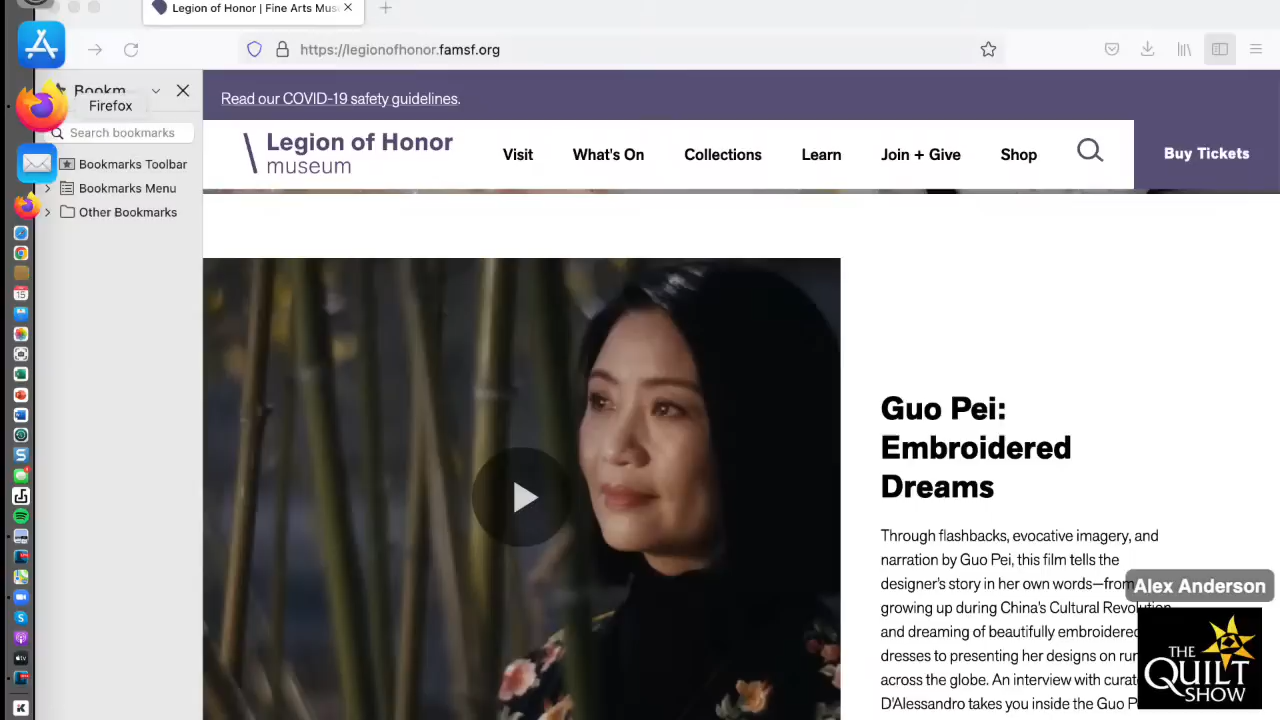 Legion of Honor | Fine Arts Mus
https://legionofhonor.famsf.org
Bookm
Firefox
Search bookmarks
Bookmarks Toolbar
Bookmarks Menu
Other Bookmarks
Read our COVID-19 safety guidelines.
Legion of Honor
museum
Visit
What's On
Collections
Learn
Join + Give
Shop
Buy Tickets
Guo Pei:
Embroidered
Dreams
Through flashbacks, evocative imagery, and
narration by Guo Pei, this film tells the
designer's story in her own words—from
growing up during China's Cultural Revolution
and dreaming of beautifully embroidered
dresses to presenting her designs on run
across the globe. An interview with curat
D'Alessandro takes you inside the Guo P
Alex Anderson
THE
QUILT
SHOW
15